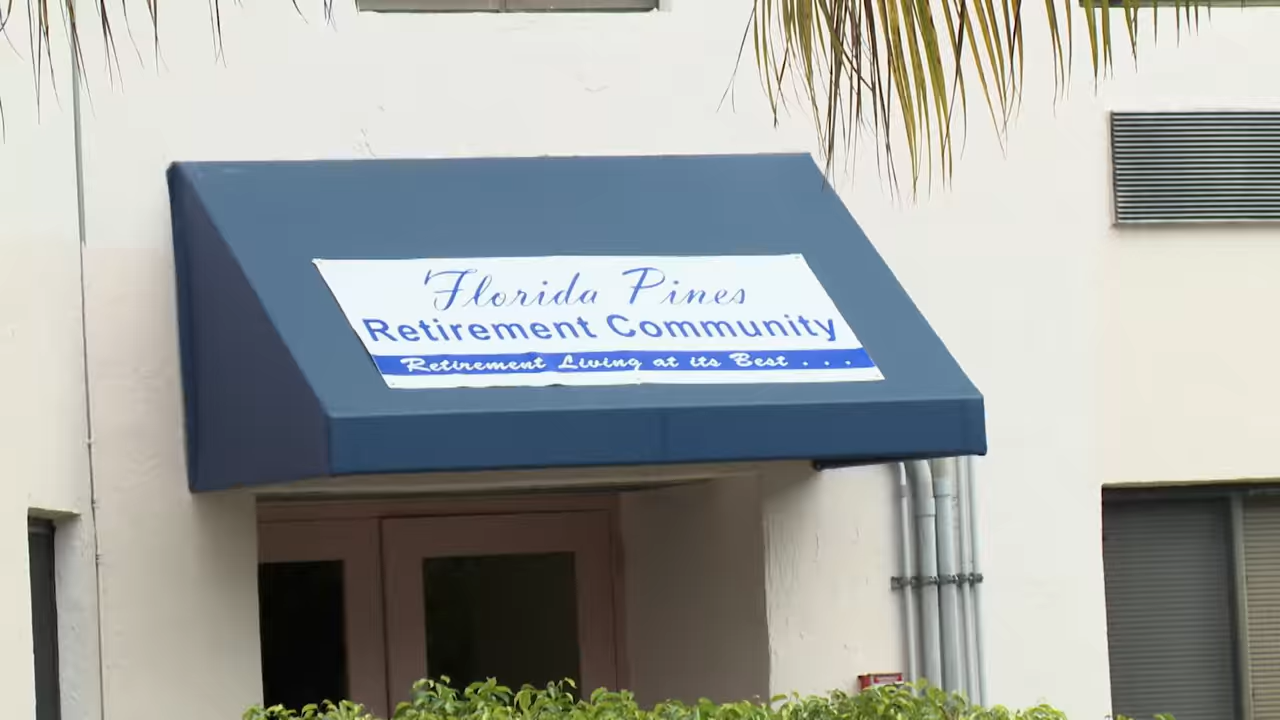 Florida Pines
Retirement Community
Retirement Living at its Best . . .